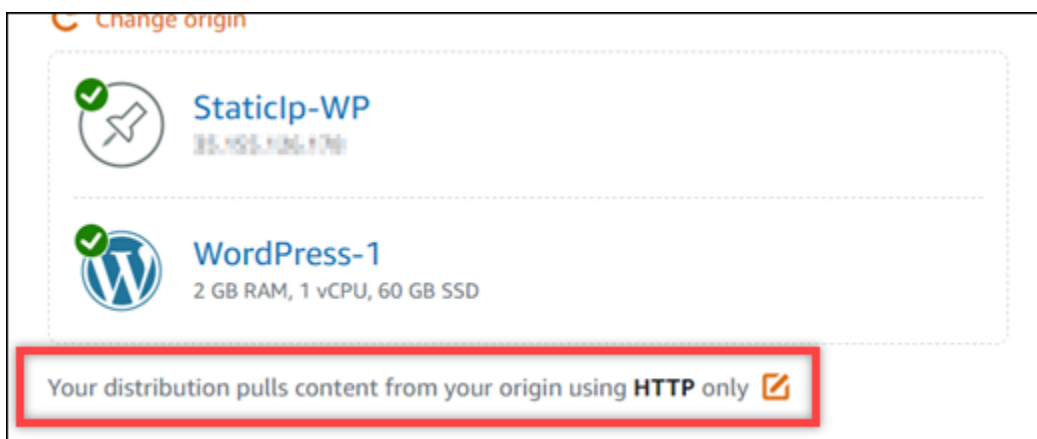 Change origin
StaticIp-WP
WordPress-1
2 GB RAM, 1 vCPU, 60 GB SSD
Your distribution pulls content from your origin using HTTP only